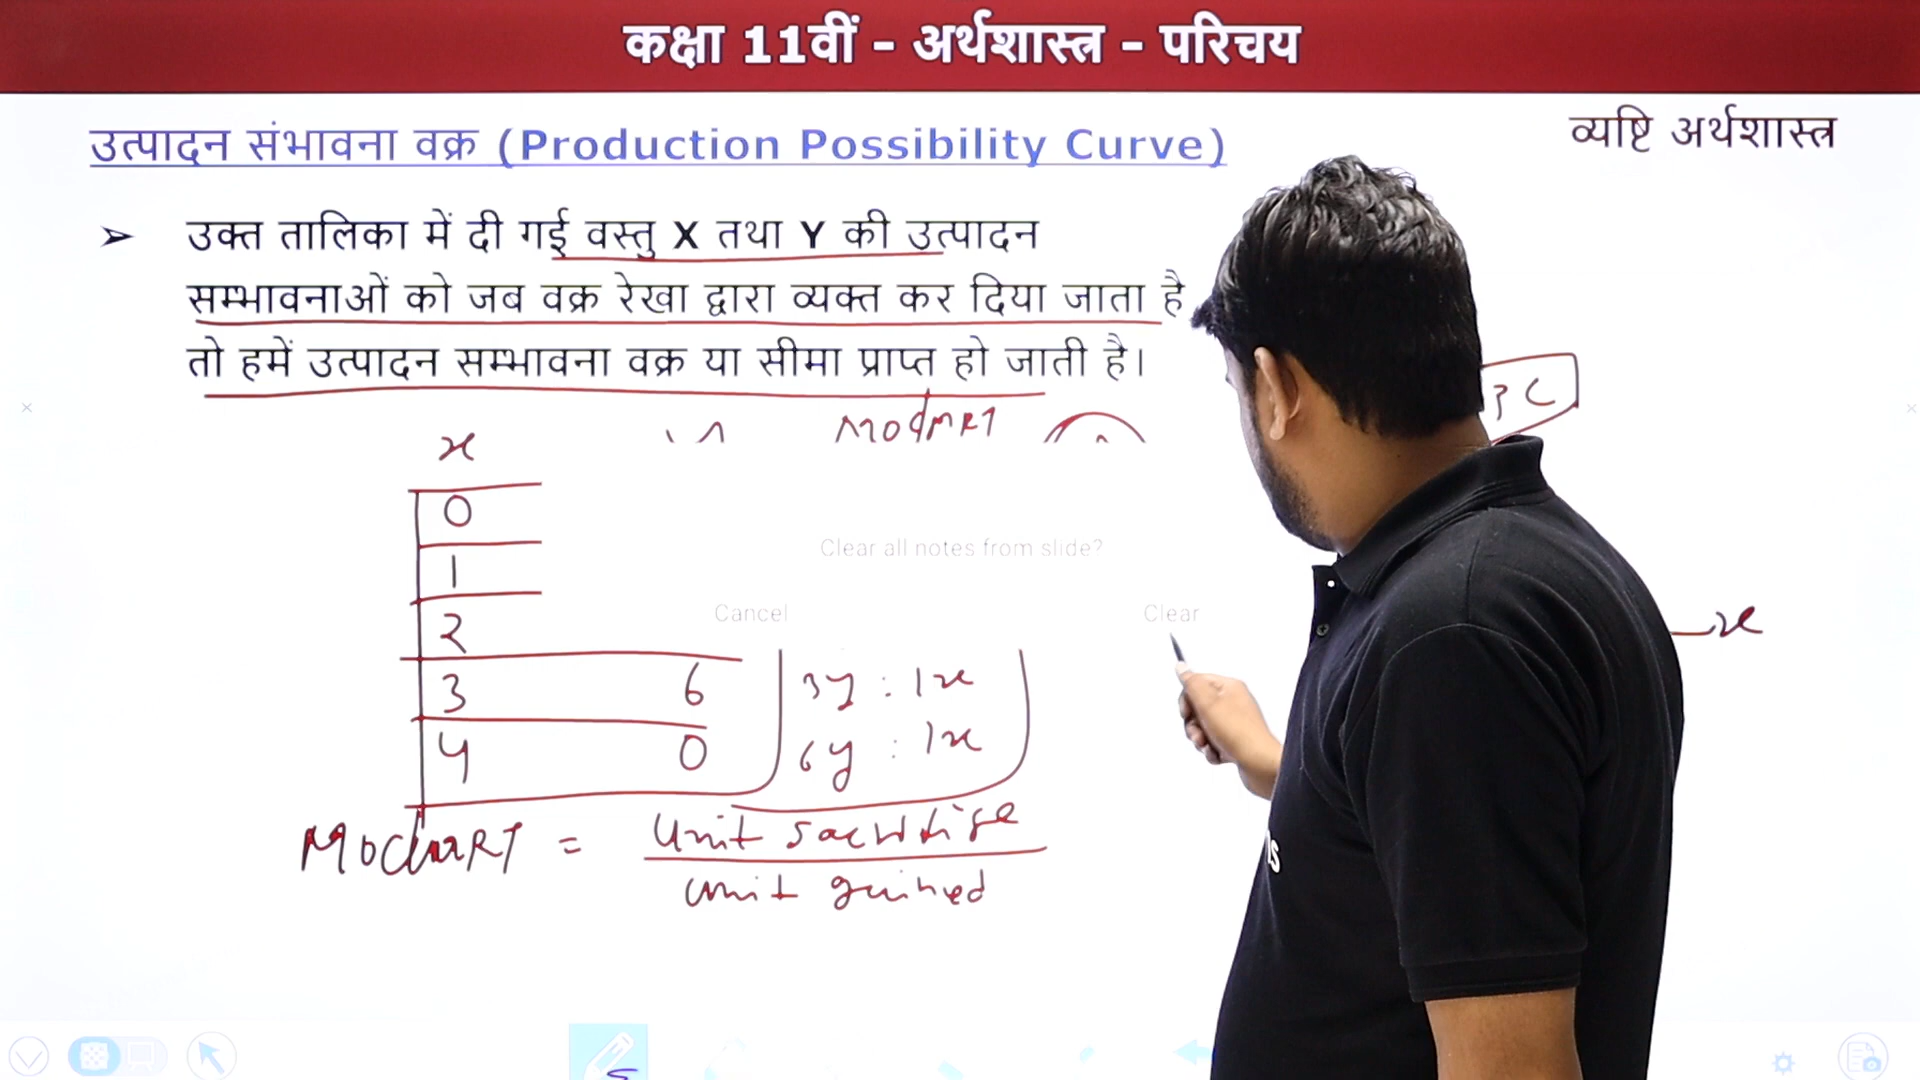 कक्षा 11वीं - अर्थशास्त्र - परिचय
उत्पादन संभावना वक्र (Production Possibility Curve)
व्यष्टि अर्थशास्त्र
➢ उक्त तालिका में दी गई वस्तु X तथा Y की उत्पादन
सम्भावनाओं को जब वक्र रेखा द्वारा व्यक्त कर दिया जाता है
तो हमें उत्पादन सम्भावना वक्र या सीमा प्राप्त हो जाती है।
x
0
1
2
3 6 3y : 1x
4 0 6y : 1x
Clear all notes from slide?
Cancel Clear
x
= unit sacrifise
unit gained